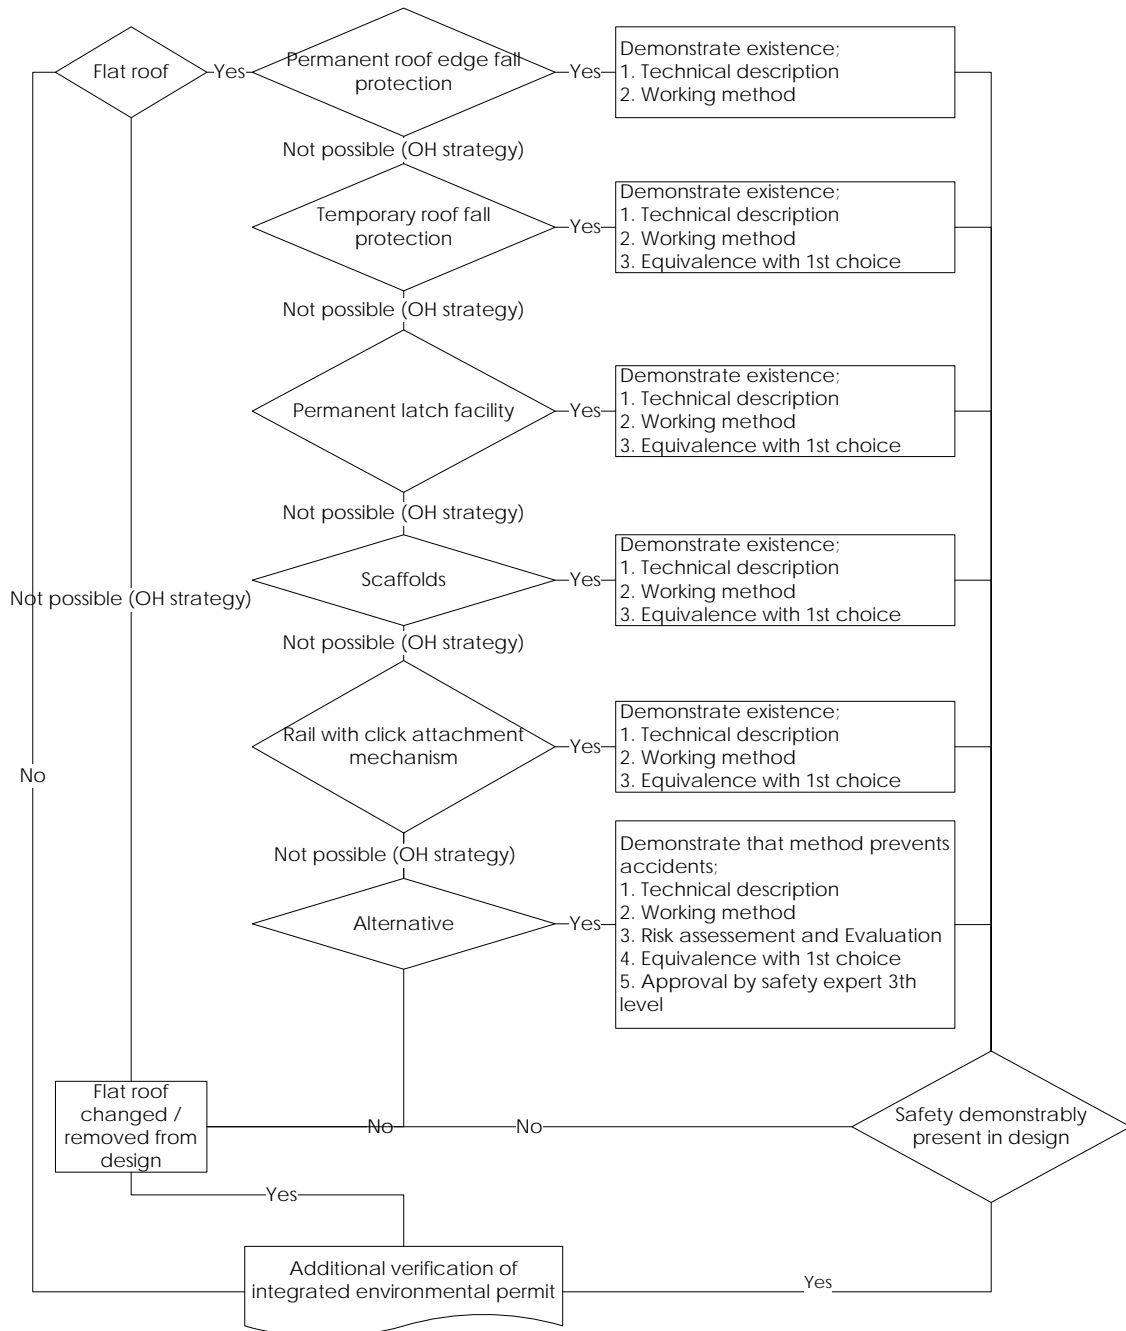 Flat roof
Yes
Permanent roof edge fall
protection
Yes
Demonstrate existence;
1. Technical description
2. Working method
Not possible (OH strategy)
Temporary roof fall
protection
Yes
Demonstrate existence;
1. Technical description
2. Working method
3. Equivalence with 1st choice
Not possible (OH strategy)
Permanent latch facility
Yes
Demonstrate existence;
1. Technical description
2. Working method
3. Equivalence with 1st choice
Not possible (OH strategy)
Scaffolds
Yes
Demonstrate existence;
1. Technical description
2. Working method
3. Equivalence with 1st choice
Not possible (OH strategy)
Not possible (OH strategy)
Rail with click attachment
mechanism
Yes
Demonstrate existence;
1. Technical description
2. Working method
3. Equivalence with 1st choice
No
Not possible (OH strategy)
Alternative
Yes
Demonstrate that method prevents
accidents;
1. Technical description
2. Working method
3. Risk assessement and Evaluation
4. Equivalence with 1st choice
5. Approval by safety expert 3th
level
Flat roof
changed /
removed from
design
No
No
Safety demonstrably
present in design
Yes
Additional verification of
integrated environmental permit
Yes